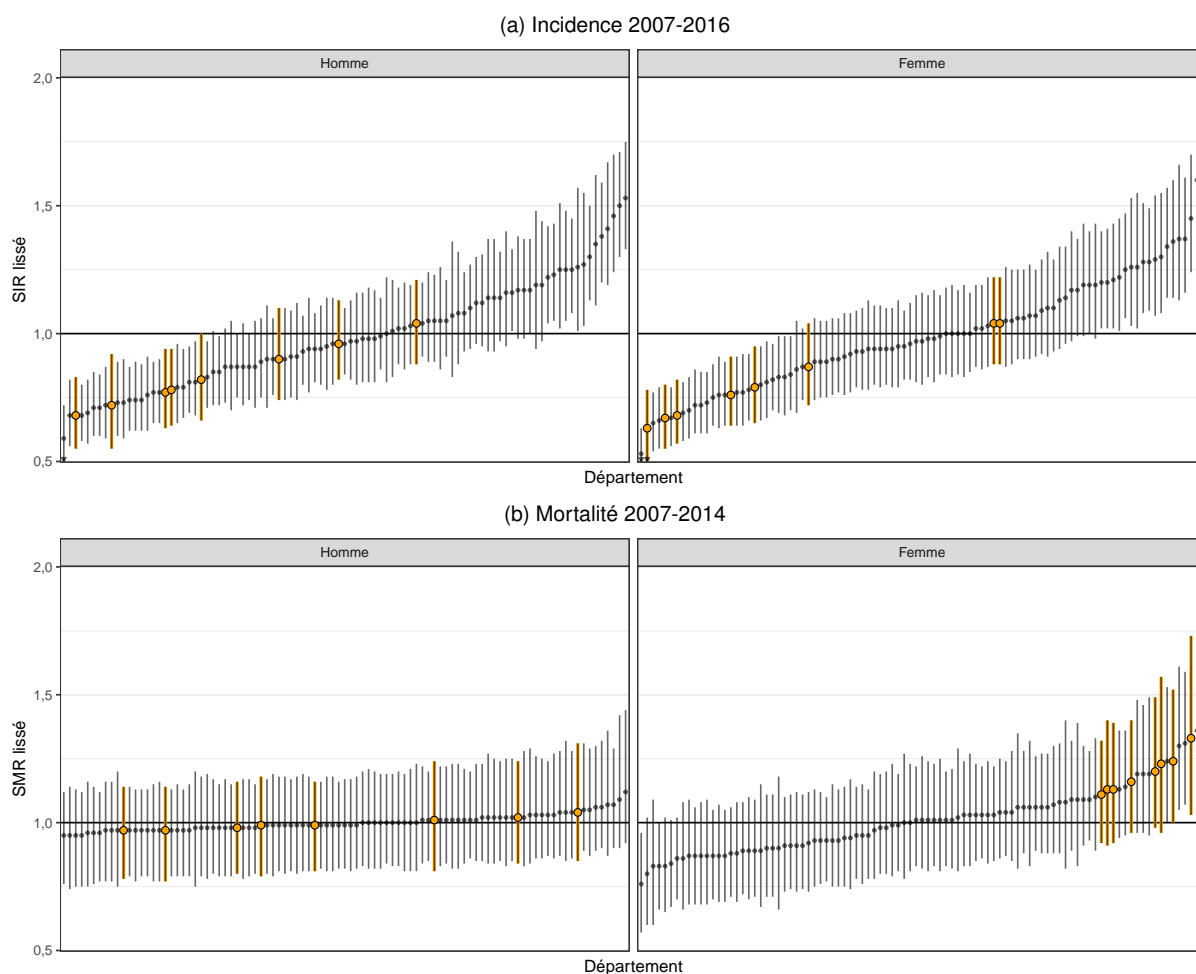 (a) Incidence 2007-2016
Homme
Femme
2,0
1,5
1,0
0,5
SIR lissé
Département
(b) Mortalité 2007-2014
Homme
Femme
2,0
1,5
1,0
0,5
SMR lissé
Département